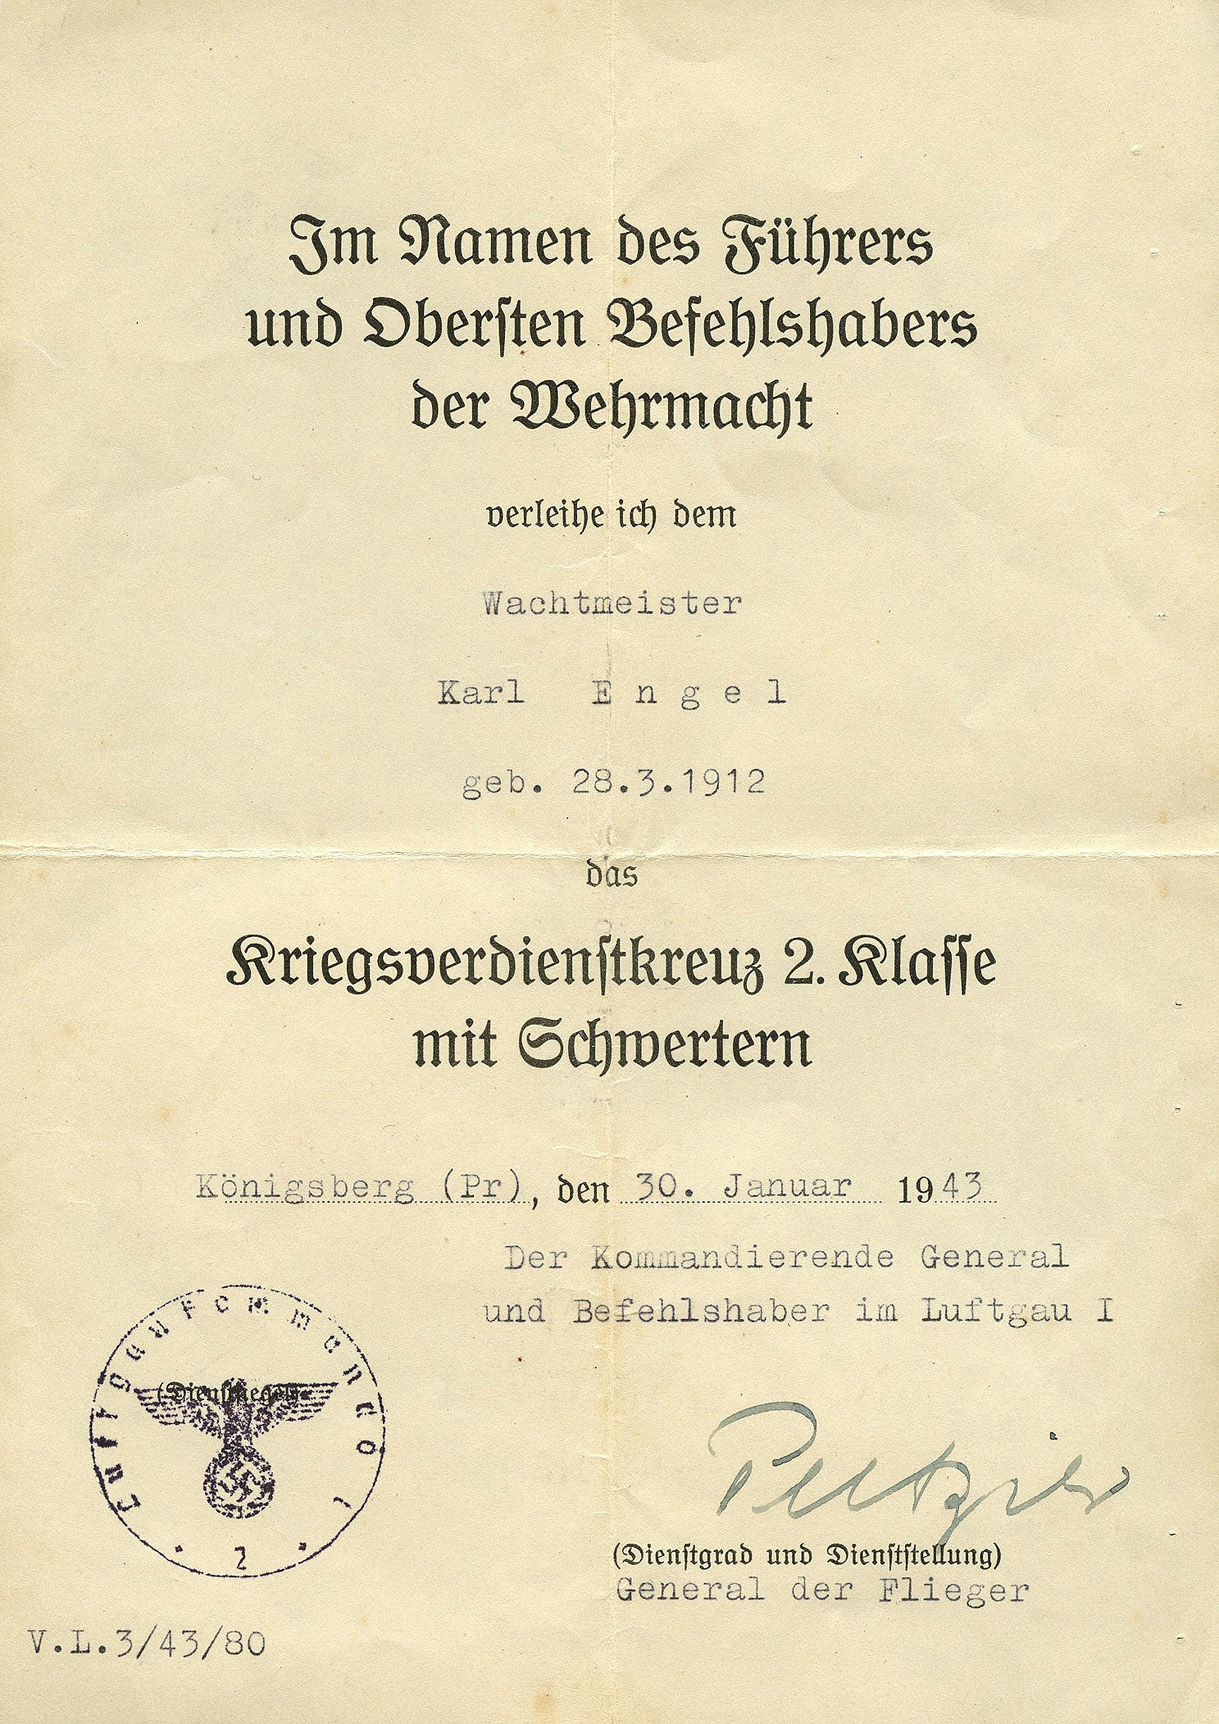 Im Namen des Führers
und Obersten Befehlshabers
der Wehrmacht
verleihe ich dem
Wachtmeister
Karl E n g e l
geb. 28.3.1912
das
Kriegsverdienstkreuz 2. Klasse
mit Schwertern
Königsberg (Pr), den 30. Januar 1943
Der Kommandierende General
und Befehlshaber im Luftgau I
Luftgaukommando I
(Dienstsiegel)
2
(Dienstgrad und Dienststellung)
General der Flieger
V.L.3/43/80